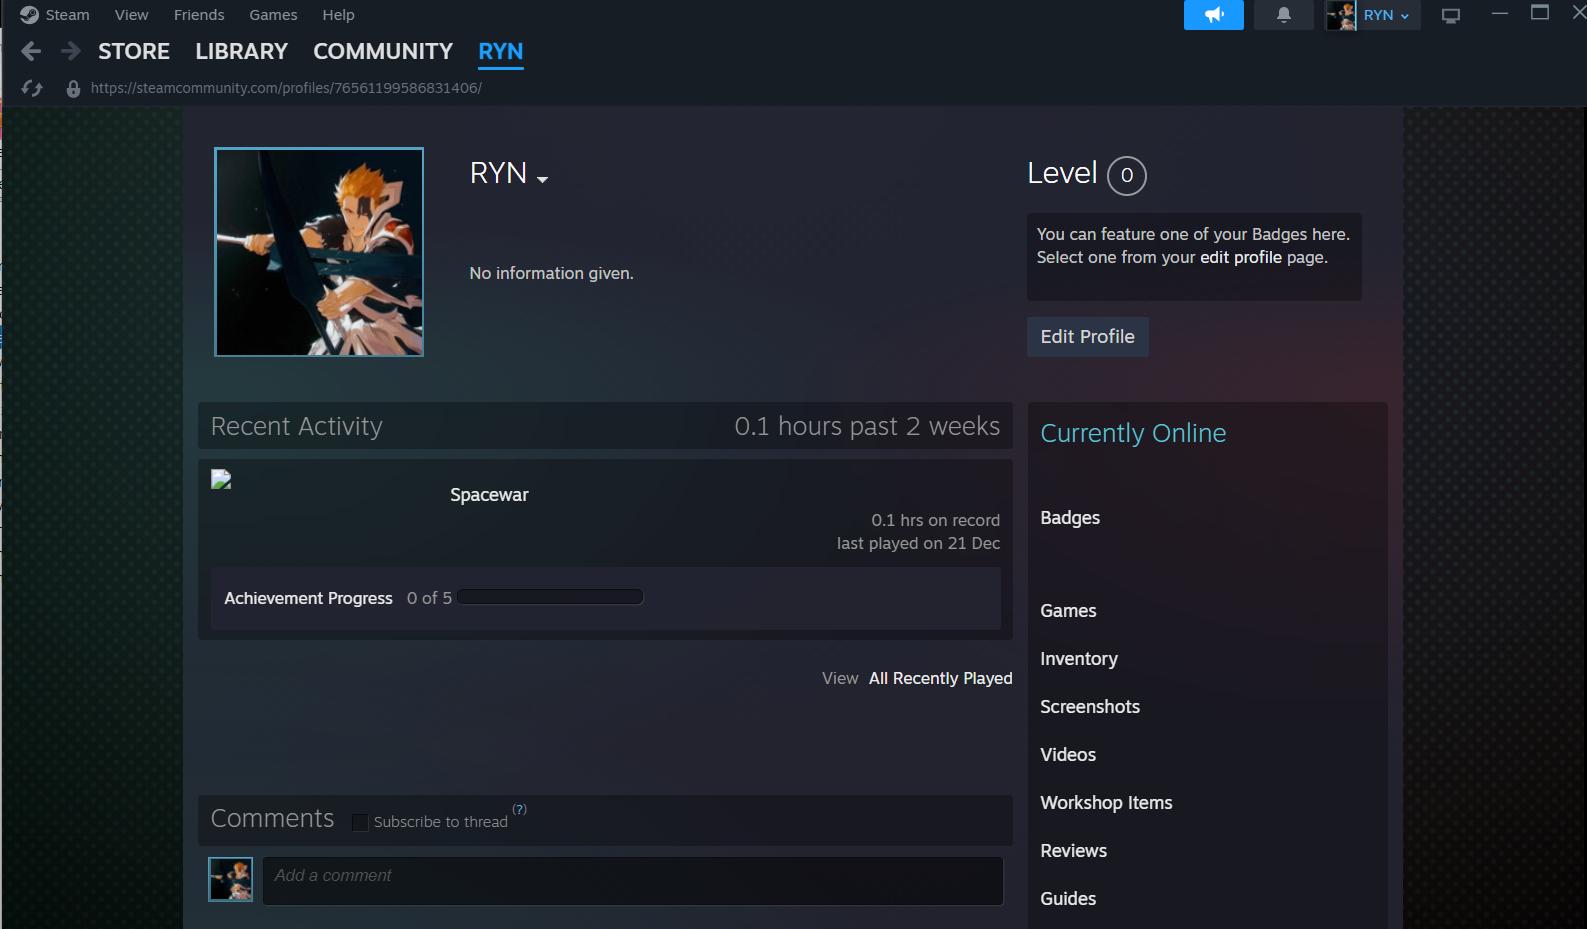 Steam View Friends Games Help
RYN
STORE LIBRARY COMMUNITY RYN
https://steamcommunity.com/profiles/76561199586831406/
RYN
No information given.
Level 0
You can feature one of your Badges here.
Select one from your edit profile page.
Edit Profile
Recent Activity 0.1 hours past 2 weeks
Spacewar
0.1 hrs on record
last played on 21 Dec
Achievement Progress 0 of 5
View All Recently Played
Comments Subscribe to thread (?)
Add a comment
Currently Online
Badges
Games
Inventory
Screenshots
Videos
Workshop Items
Reviews
Guides